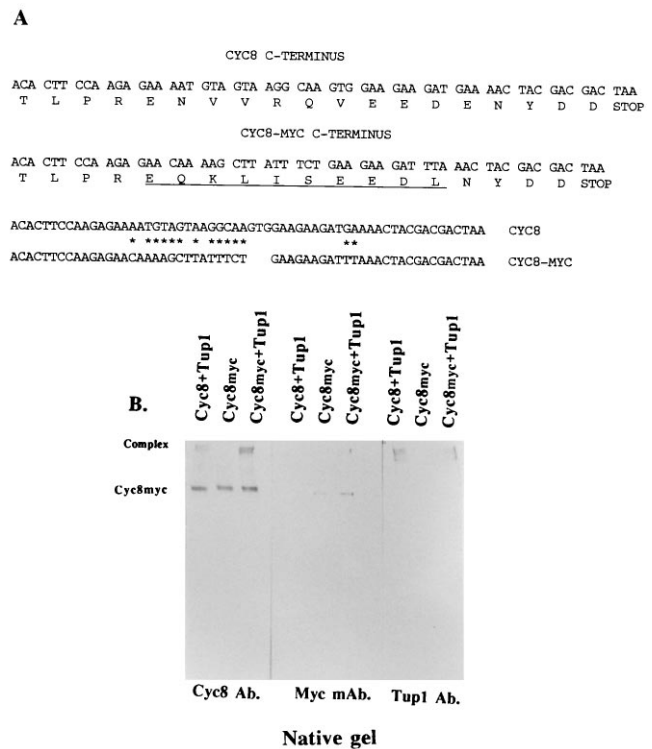 A
CYC8 C-TERMINUS
ACA CTT CCA AGA GAA AAT GTA GTA AGG CAA GTG GAA GAA GAT GAA AAC TAC GAC GAC TAA
T L P R E N V V R Q V E E D E N Y D D STOP
CYC8-MYC C-TERMINUS
ACA CTT CCA AGA GAA CAA AAG CTT ATT TCT GAA GAA GAT TTA AAC TAC GAC GAC TAA
T L P R E Q K L I S E E D L N Y D D STOP
ACACTTCCAAGAGAAAATGTAGTAAGGCAAGTGGAAGAAGATGAAAACTACGACGACTAA CYC8
* ***** * ***** **
ACACTTCCAAGAGAACAAAAGCTTATTTCT GAAGAAGATTTAAACTACGACGACTAA CYC8-MYC
B.
Cyc8+Tup1
Cyc8myc
Cyc8myc+Tup1
Cyc8+Tup1
Cyc8myc
Cyc8myc+Tup1
Cyc8+Tup1
Cyc8myc
Cyc8myc+Tup1
Complex
Cyc8myc
Cyc8 Ab. Myc mAb. Tup1 Ab.
Native gel